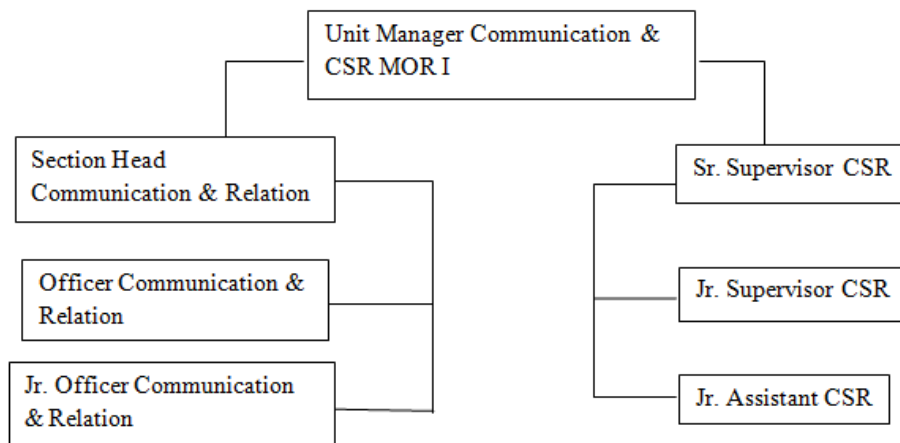 Unit Manager Communication &
CSR MOR I
Section Head
Communication & Relation
Sr. Supervisor CSR
Officer Communication &
Relation
Jr. Supervisor CSR
Jr. Officer Communication
& Relation
Jr. Assistant CSR